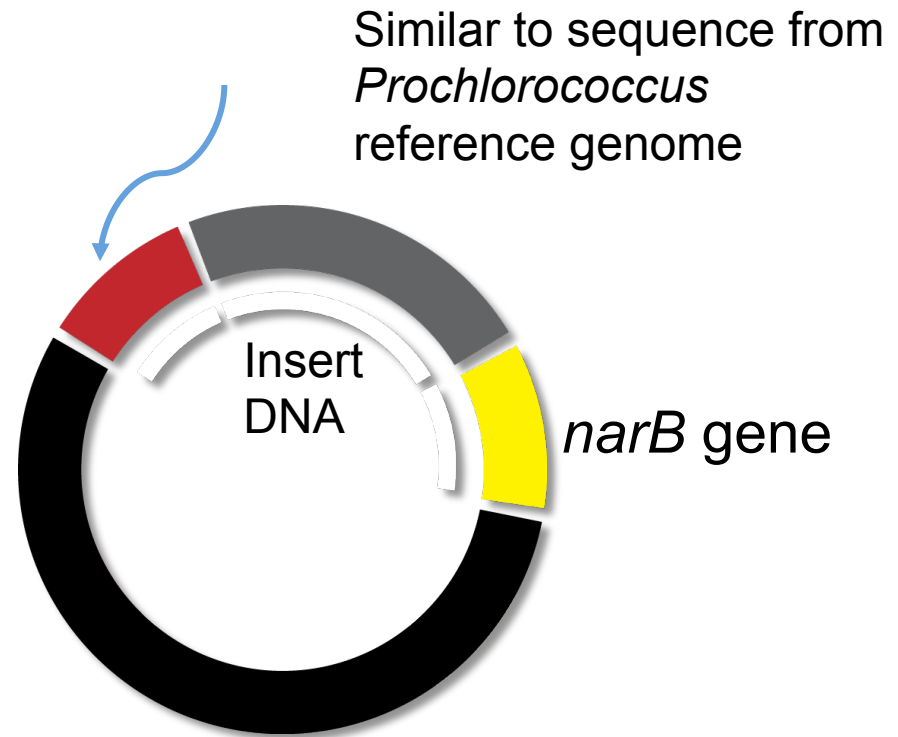 Similar to sequence from
Prochlorococcus
reference genome
Insert
DNA
narB gene